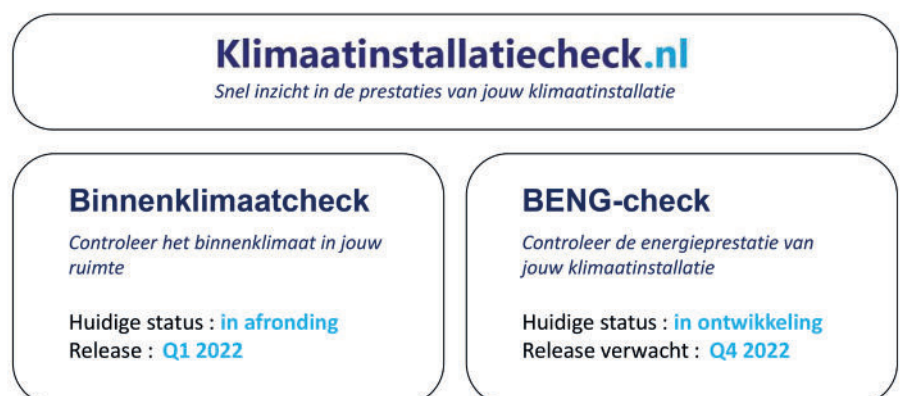 Klimaatinstallatiecheck.nl
Snel inzicht in de prestaties van jouw klimaatinstallatie
Binnenklimaatcheck
Controleer het binnenklimaat in jouw
ruimte
Huidige status : in afronding
Release : Q1 2022
BENG-check
Controleer de energieprestatie van
jouw klimaatinstallatie
Huidige status : in ontwikkeling
Release verwacht : Q4 2022